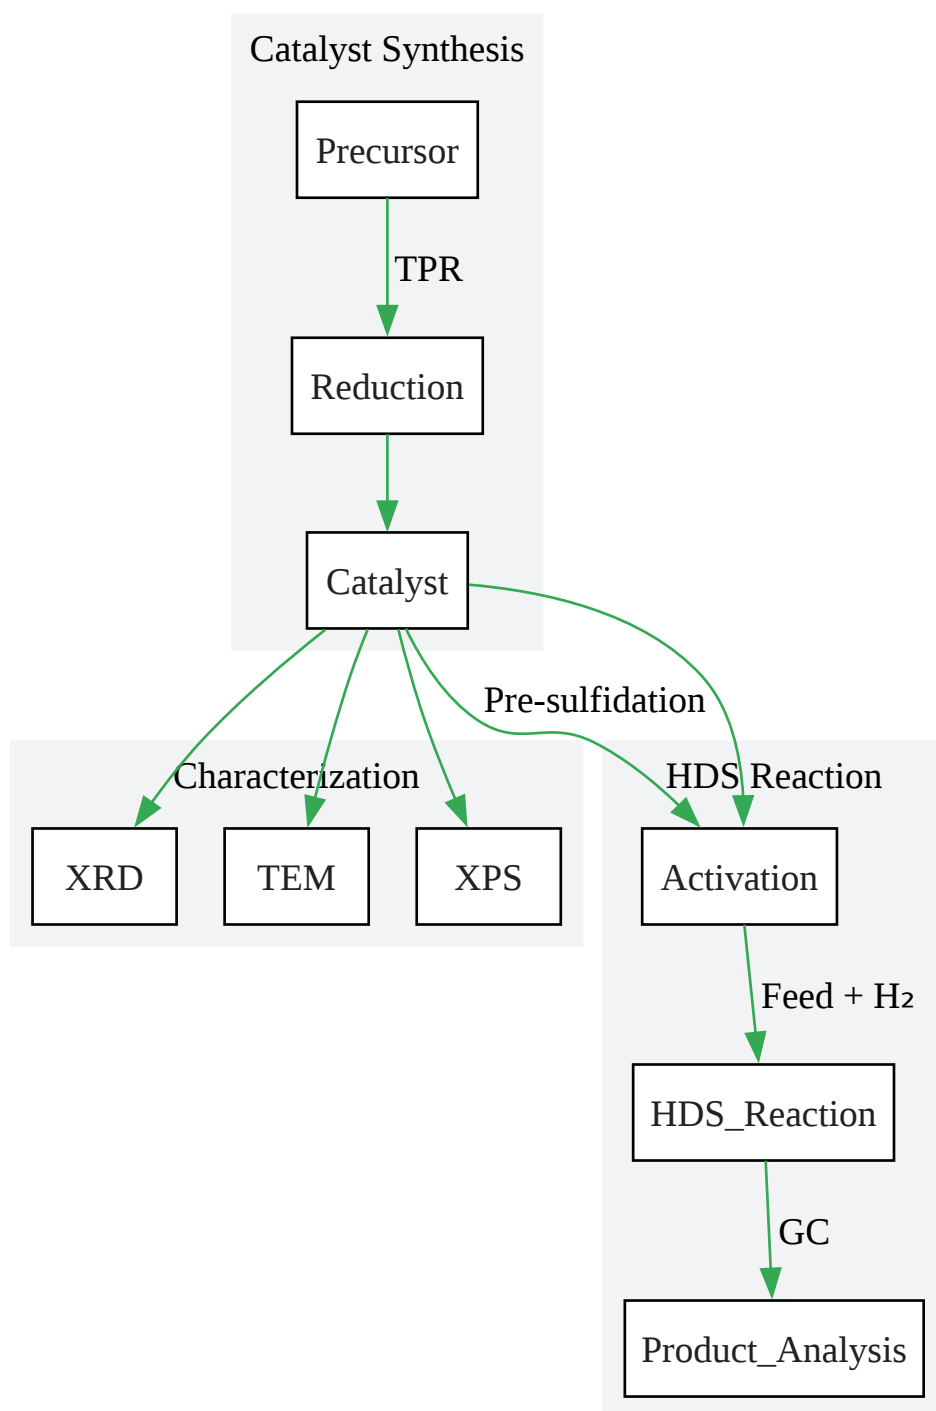 Catalyst Synthesis
Precursor
TPR
Reduction
Catalyst
Pre-sulfidation
Characterization
HDS Reaction
XRD
TEM
XPS
Activation
Feed + H₂
HDS_Reaction
GC
Product_Analysis